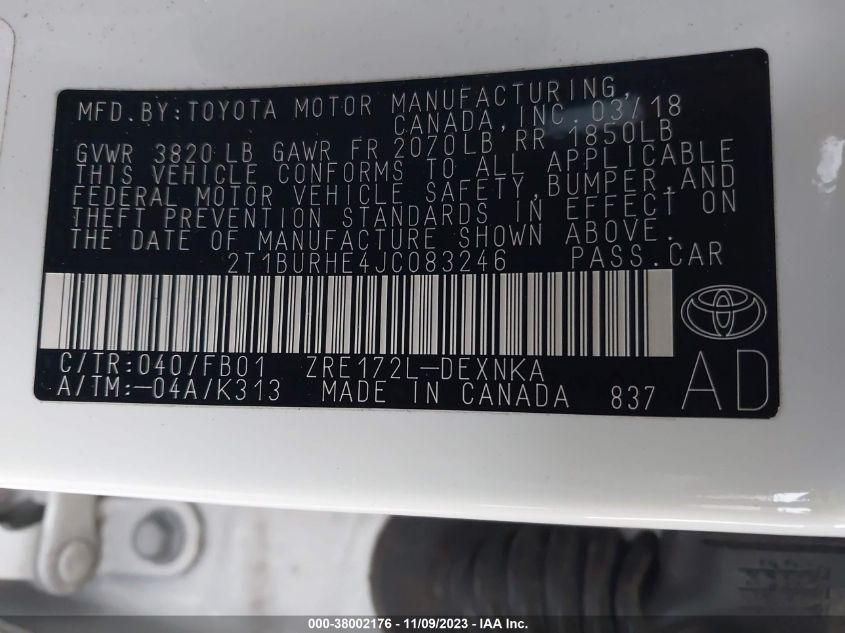 MFD.BY:TOYOTA MOTOR MANUFACTURING,
CANADA,INC. 03/18
GVWR 3820 LB GAWR FR 2070LB RR 1850LB
THIS VEHICLE CONFORMS TO ALL APPLICABLE
FEDERAL MOTOR VEHICLE SAFETY,BUMPER,AND
THEFT PREVENTION STANDARDS IN EFFECT ON
THE DATE OF MANUFACTURE SHOWN ABOVE.
2T1BURHE4JC083246 PASS.CAR
C/TR:040/FB01 ZRE172L-DEXNKA
A/TM:-04A/K313 MADE IN CANADA 837 AD
000-38002176 - 11/09/2023 - IAA Inc.